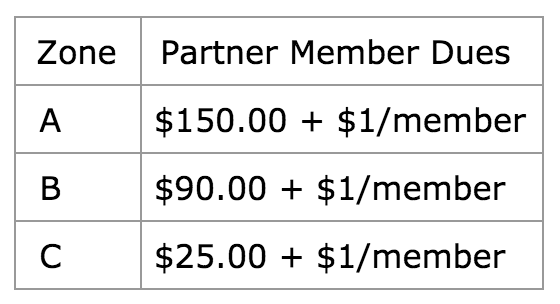 Zone Partner Member Dues
A $150.00 + $1/member
B $90.00 + $1/member
C $25.00 + $1/member